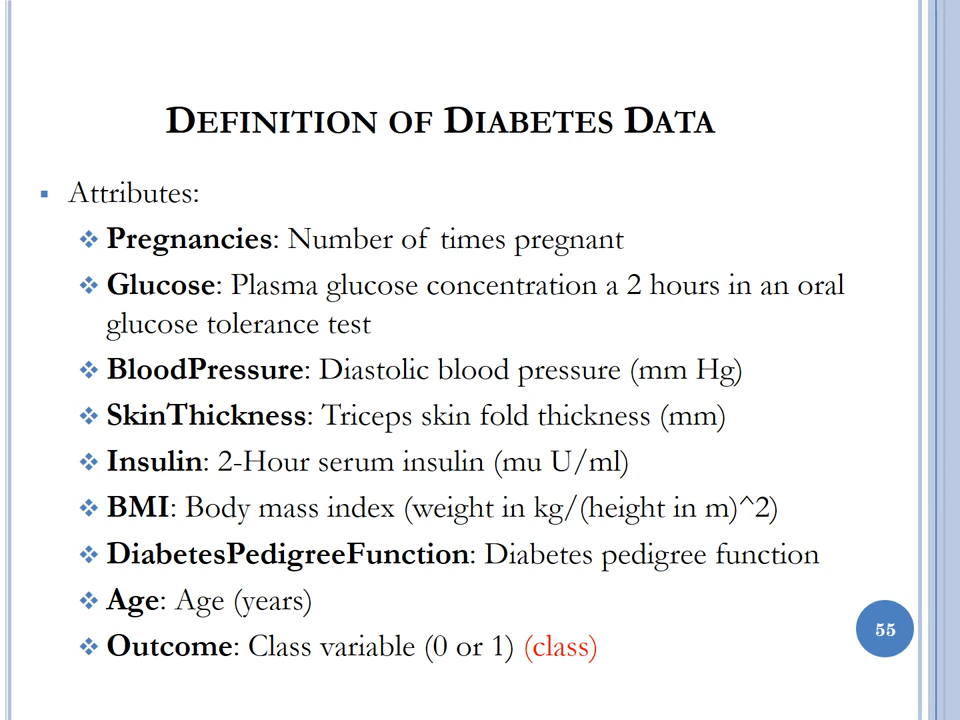 DEFINITION OF DIABETES DATA
Attributes:
Pregnancies: Number of times pregnant
Glucose: Plasma glucose concentration a 2 hours in an oral
glucose tolerance test
BloodPressure: Diastolic blood pressure (mm Hg)
SkinThickness: Triceps skin fold thickness (mm)
Insulin: 2-Hour serum insulin (mu U/ml)
BMI: Body mass index (weight in kg/(height in m)^2)
DiabetesPedigreeFunction: Diabetes pedigree function
Age: Age (years)
Outcome: Class variable (0 or 1) (class)
55